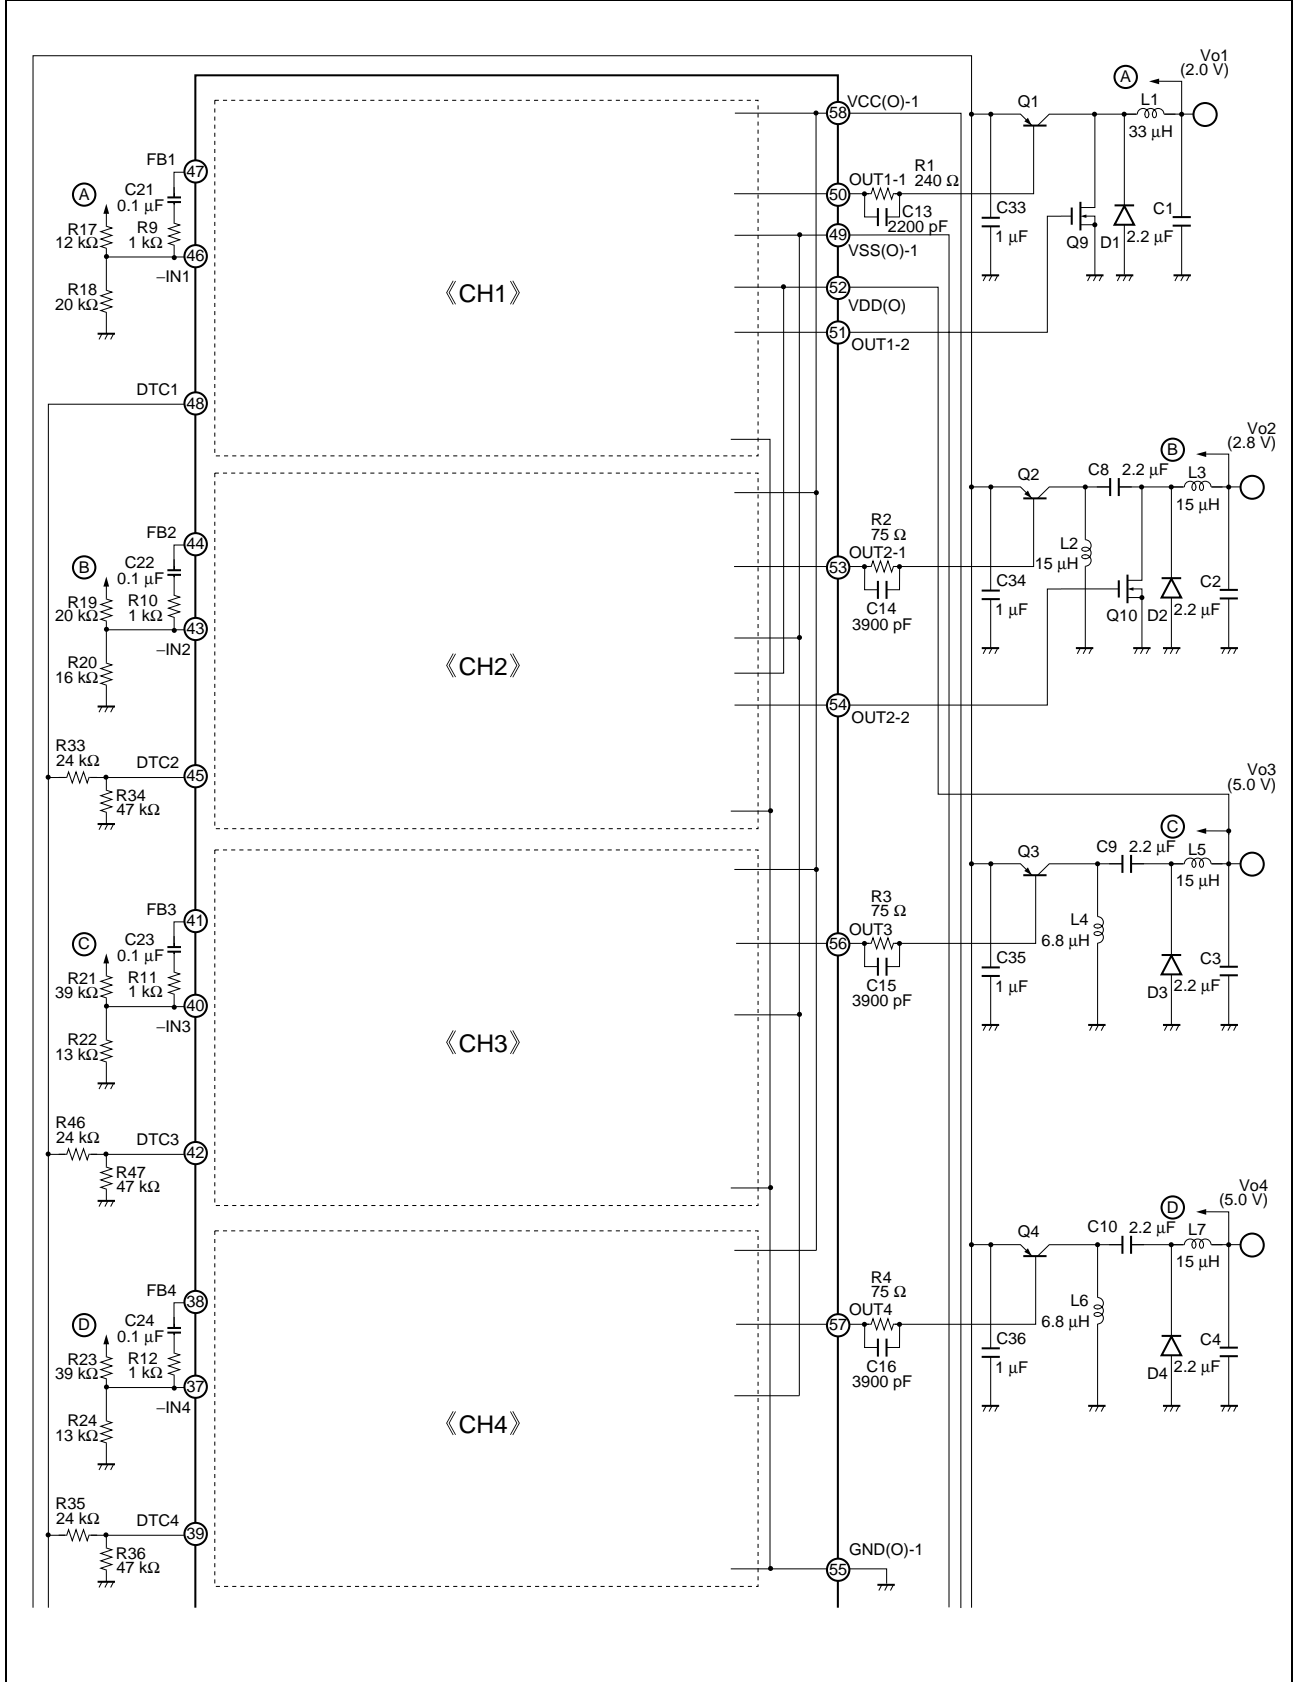 Vo1
(2.0 V)
A
L1
33 μH
Q1
VCC(O)-1
58
FB1
47
C21
0.1 μF
A
R17
12 kΩ
R9
1 kΩ
46
–IN1
R18
20 kΩ
OUT1-1
50
R1
240 Ω
C13
2200 pF
49
VSS(O)-1
C33
1 μF
Q9
D1
C1
2.2 μF
《CH1》
52
VDD(O)
51
OUT1-2
DTC1
48
Vo2
(2.8 V)
B
L3
15 μH
C8
2.2 μF
Q2
R2
75 Ω
OUT2-1
53
C14
3900 pF
L2
15 μH
C34
1 μF
Q10
D2
C2
2.2 μF
FB2
44
B
C22
0.1 μF
R19
20 kΩ
R10
1 kΩ
43
–IN2
R20
16 kΩ
《CH2》
54
OUT2-2
R33
24 kΩ
DTC2
45
R34
47 kΩ
Vo3
(5.0 V)
C
L5
15 μH
C9
2.2 μF
Q3
R3
75 Ω
OUT3
56
C15
3900 pF
L4
6.8 μH
C35
1 μF
D3
C3
2.2 μF
FB3
41
C
C23
0.1 μF
R21
39 kΩ
R11
1 kΩ
40
–IN3
R22
13 kΩ
《CH3》
R46
24 kΩ
DTC3
42
R47
47 kΩ
Vo4
(5.0 V)
D
L7
15 μH
C10
2.2 μF
Q4
R4
75 Ω
OUT4
57
C16
3900 pF
L6
6.8 μH
C36
1 μF
D4
C4
2.2 μF
FB4
38
D
C24
0.1 μF
R23
39 kΩ
R12
1 kΩ
37
–IN4
R24
13 kΩ
《CH4》
R35
24 kΩ
DTC4
39
R36
47 kΩ
GND(O)-1
55